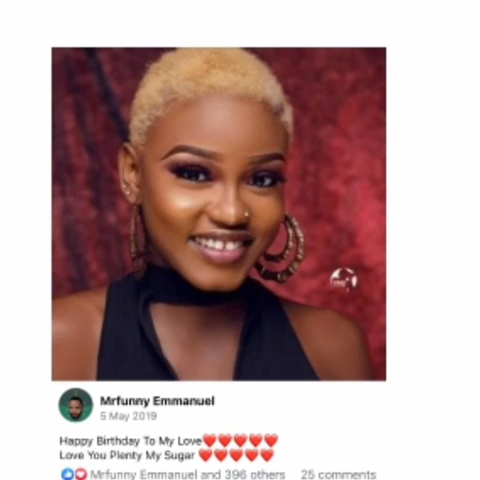 Mrfunny Emmanuel
5 May 2019
Happy Birthday To My Love❤️❤️❤️❤️❤️
Love You Plenty My Sugar ❤️❤️❤️❤️❤️
Mrfunny Emmanuel and 396 others 25 comments